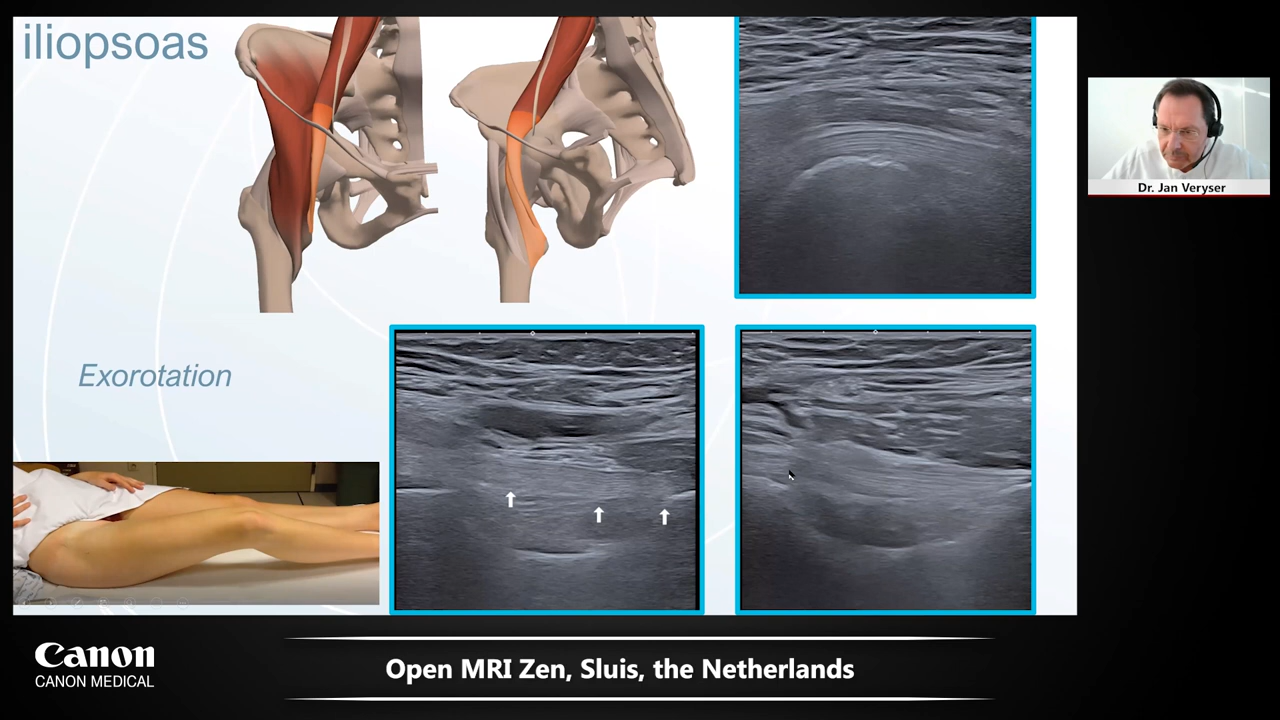 iliopsoas
Dr. Jan Veryser
Exorotation
Canon
CANON MEDICAL
Open MRI Zen, Sluis, the Netherlands